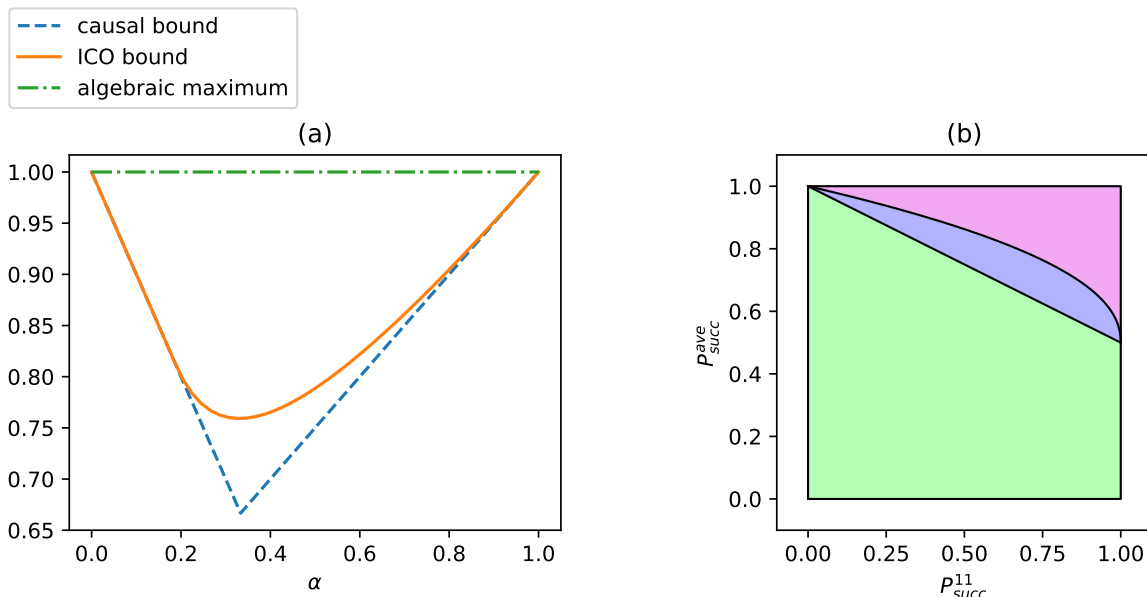 causal bound
ICO bound
algebraic maximum
(a)
1.00
0.95
0.90
0.85
0.80
0.75
0.70
0.65
0.0 0.2 0.4 0.6 0.8 1.0
α
(b)
1.0
0.8
0.6
0.4
0.2
0.0
P_{succ}^{ave}
0.00 0.25 0.50 0.75 1.00
P_{succ}^{11}